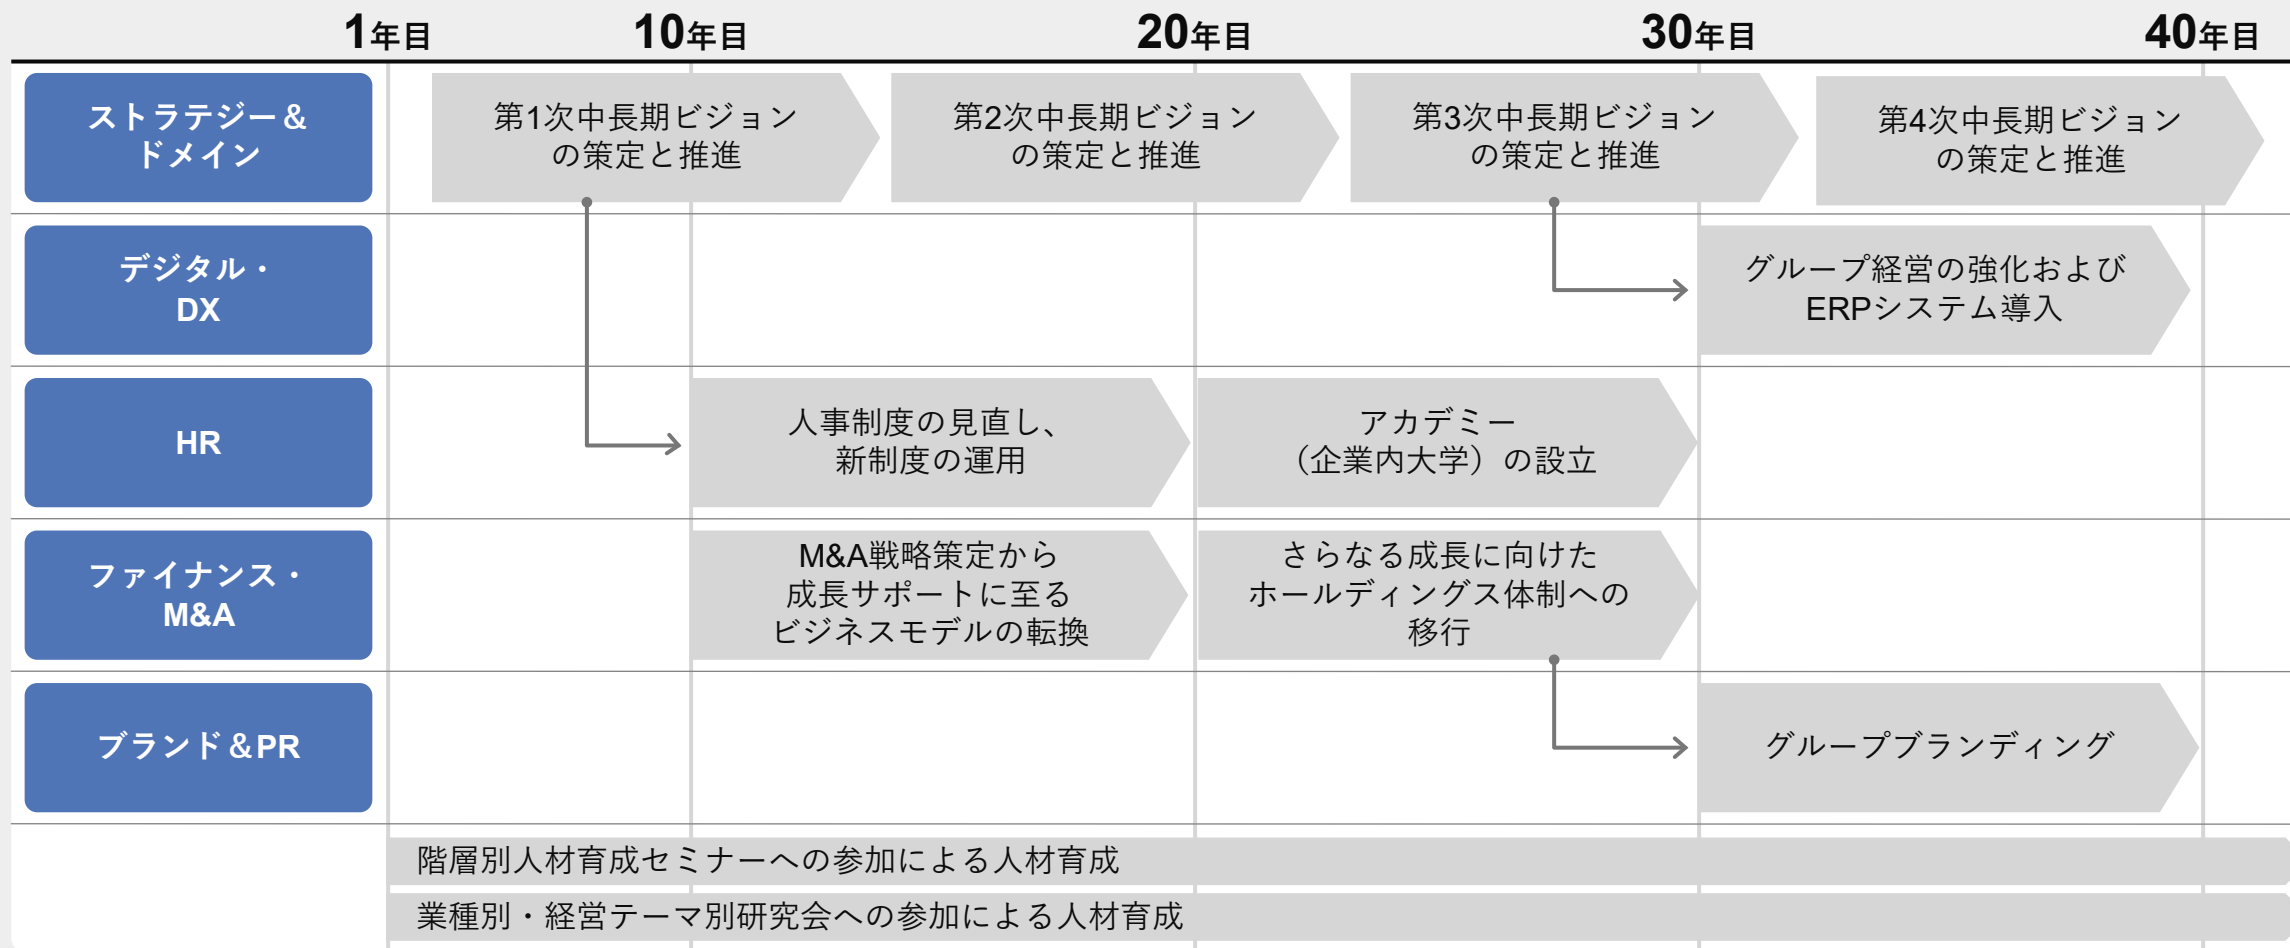 1年目 10年目 20年目 30年目 40年目
ストラテジー＆
ドメイン
第1次中長期ビジョン
の策定と推進
第2次中長期ビジョン
の策定と推進
第3次中長期ビジョン
の策定と推進
第4次中長期ビジョン
の策定と推進
デジタル・
DX
グループ経営の強化および
ERPシステム導入
HR
人事制度の見直し、
新制度の運用
アカデミー
（企業内大学）の設立
ファイナンス・
M&A
M&A戦略策定から
成長サポートに至る
ビジネスモデルの転換
さらなる成長に向けた
ホールディングス体制への
移行
ブランド＆PR
グループブランディング
階層別人材育成セミナーへの参加による人材育成
業種別・経営テーマ別研究会への参加による人材育成